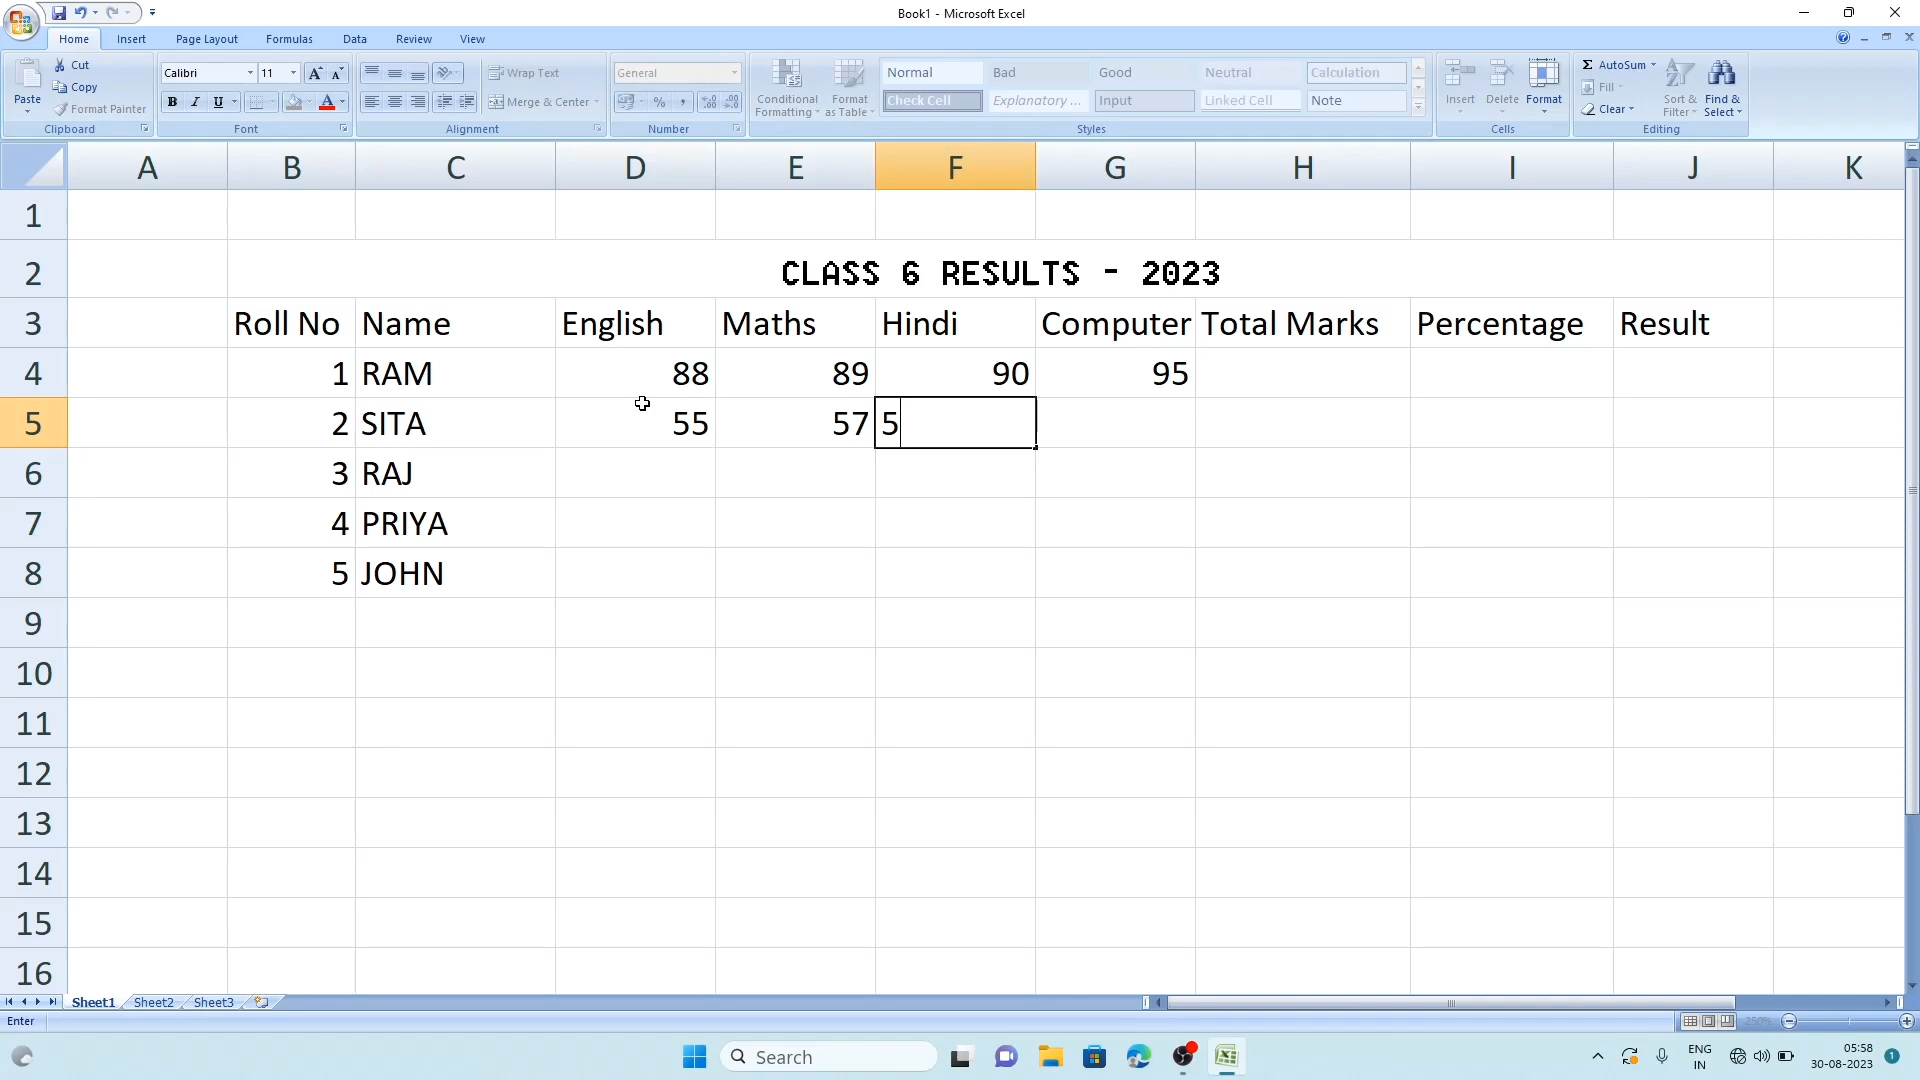 Book1 - Microsoft Excel
Home Insert Page Layout Formulas Data Review View
Paste Cut Copy Format Painter Clipboard
Calibri 11 A A B I U A Font
Wrap Text Merge & Center Alignment
General % , Number
Conditional Formatting Format as Table
Normal Bad Good Neutral Calculation
Check Cell Explanatory ... Input Linked Cell Note
Styles
Insert Delete Format Cells
Σ AutoSum Fill Clear Sort & Filter Find & Select Editing
A B C D E F G H I J K
1
2 CLASS 6 RESULTS - 2023
3 Roll No Name English Maths Hindi Computer Total Marks Percentage Result
4 1 RAM 88 89 90 95
5 2 SITA 55 57 5
6 3 RAJ
7 4 PRIYA
8 5 JOHN
9
10
11
12
13
14
15
16
Sheet1 Sheet2 Sheet3
Enter 250%
Search ENG IN 05:58 30-08-2023 1